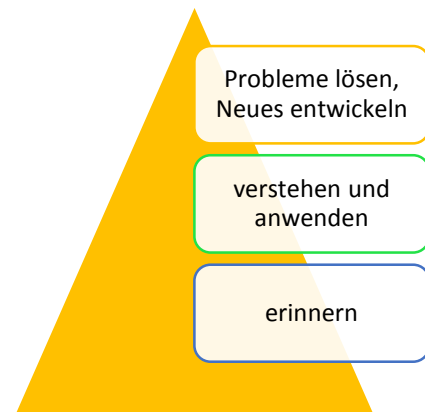 Probleme lösen,
Neues entwickeln
verstehen und
anwenden
erinnern